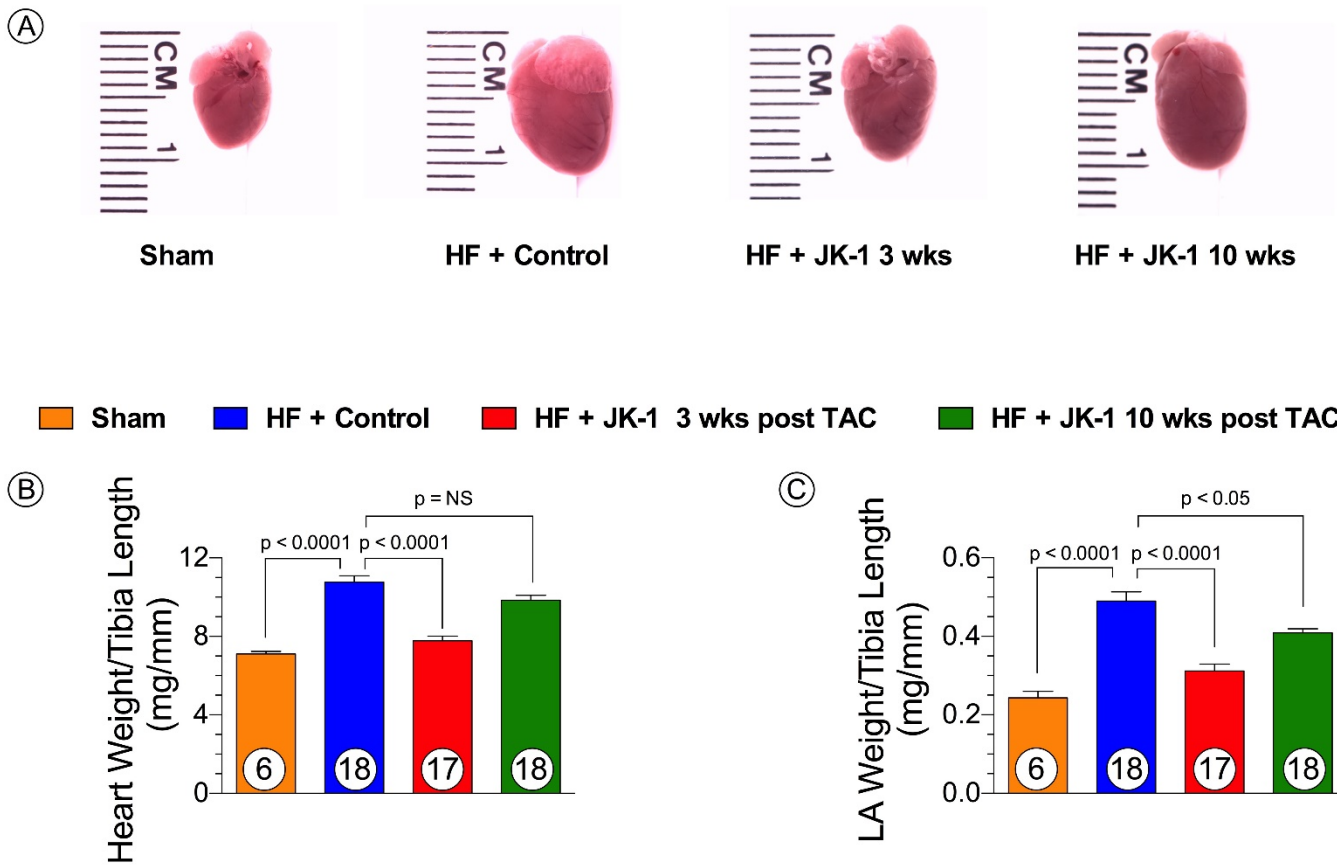 A
CM
1
CM
1
CM
1
CM
1
Sham
HF + Control
HF + JK-1 3 wks
HF + JK-1 10 wks
Sham
HF + Control
HF + JK-1 3 wks post TAC
HF + JK-1 10 wks post TAC
B
Heart Weight/Tibia Length
(mg/mm)
p = NS
p < 0.0001
p < 0.0001
12
8
4
0
6
18
17
18
C
LA Weight/Tibia Length
(mg/mm)
p < 0.05
p < 0.0001
p < 0.0001
0.6
0.4
0.2
0.0
6
18
17
18